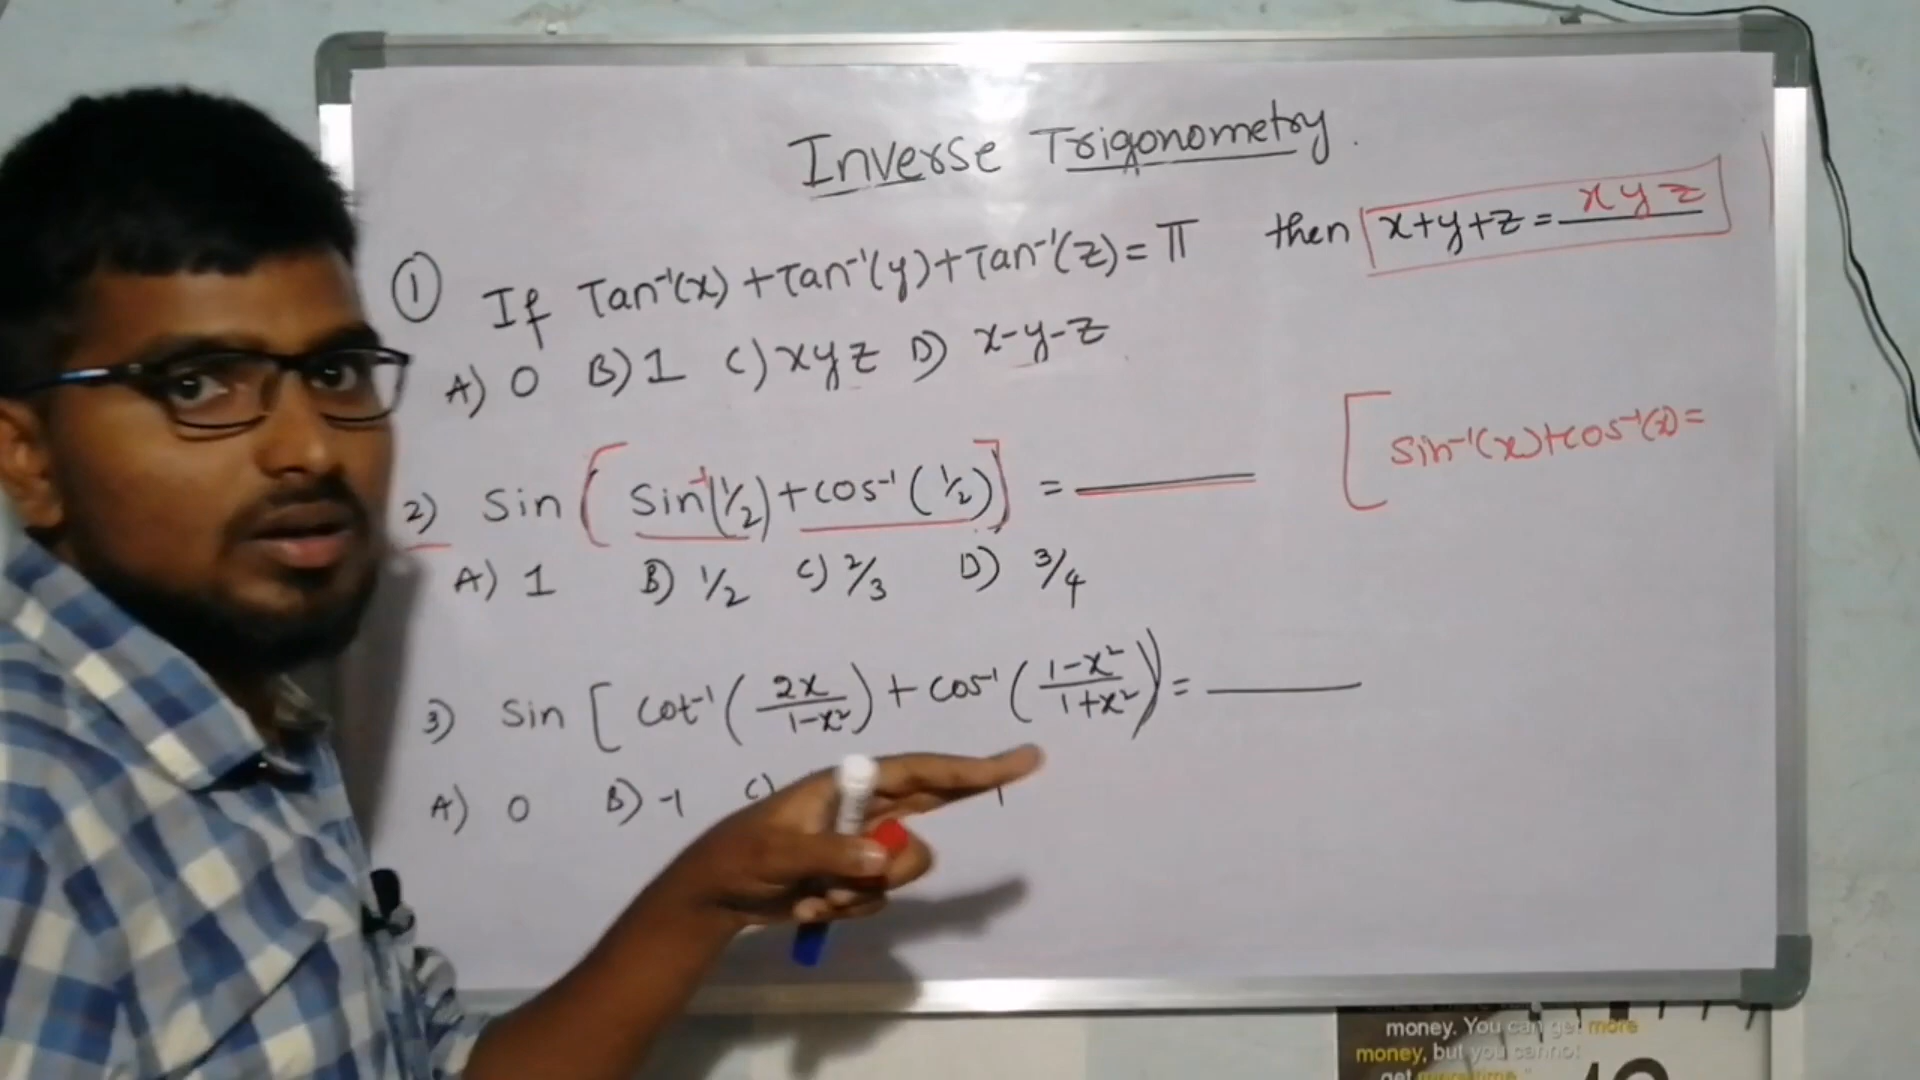 Inverse Trigonometry.
① If Tan⁻¹(x) + Tan⁻¹(y) + Tan⁻¹(z) = π then x+y+z = xyz
A) 0 B) 1 C) xyz D) x-y-z
2) Sin [Sin⁻¹(1/2) + cos⁻¹(1/2)] = ____
[Sin⁻¹(x)+cos⁻¹(x)=
A) 1 B) 1/2 C) 2/3 D) 3/4
3) Sin [cot⁻¹(2x/1-x²) + cos⁻¹(1-x²/1+x²)) = ____
A) 0 B) -1 C)
money. You can get more
money, but you cannot
get more time.